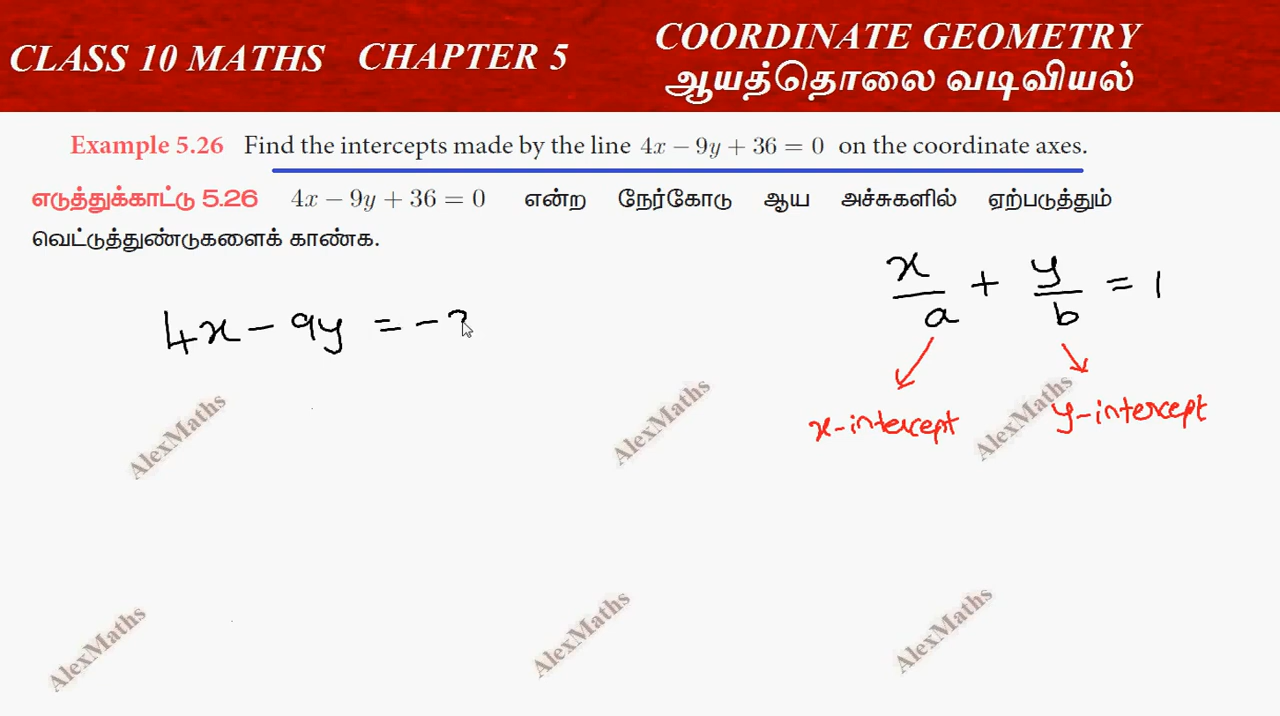 CLASS 10 MATHS CHAPTER 5
COORDINATE GEOMETRY
ஆயத்தொலை வடிவியல்
Example 5.26 Find the intercepts made by the line 4x − 9y + 36 = 0 on the coordinate axes.
எடுத்துக்காட்டு 5.26 4x − 9y + 36 = 0 என்ற நேர்கோடு ஆய அச்சுகளில் ஏற்படுத்தும்
வெட்டுத்துண்டுகளைக் காண்க.
x/a + y/b = 1
4x − 9y = −3
x-intercept
y-intercept
AlexMaths
AlexMaths
AlexMaths
AlexMaths
AlexMaths
AlexMaths